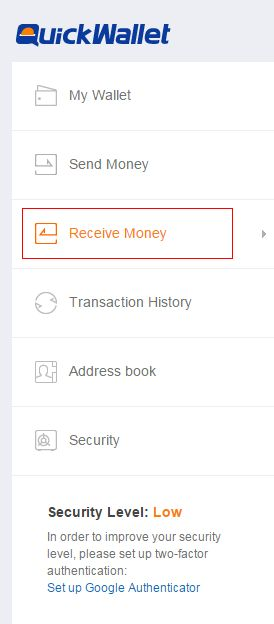 QuickWallet
My Wallet
Send Money
Receive Money
Transaction History
Address book
Security
Security Level: Low
In order to improve your security
level, please set up two-factor
authentication:
Set up Google Authenticator